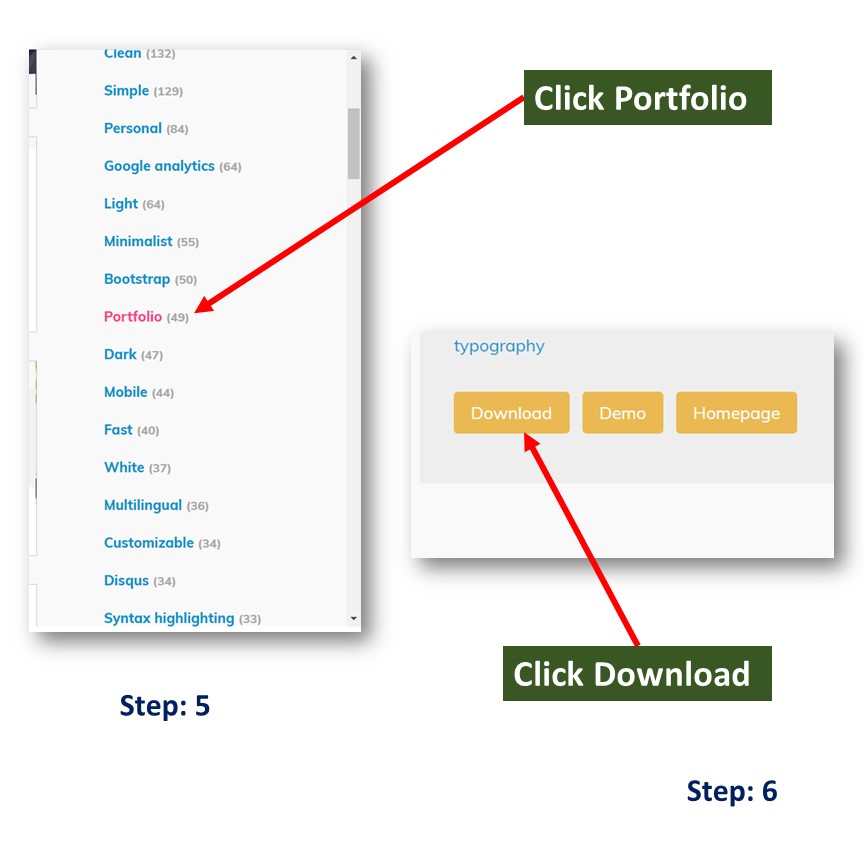 Clean (132)
Simple (129)
Personal (84)
Google analytics (64)
Light (64)
Minimalist (55)
Bootstrap (50)
Portfolio (49)
Dark (47)
Mobile (44)
Fast (40)
White (37)
Multilingual (36)
Customizable (34)
Disqus (34)
Syntax highlighting (33)
Step: 5
Click Portfolio
typography
Download Demo Homepage
Click Download
Step: 6